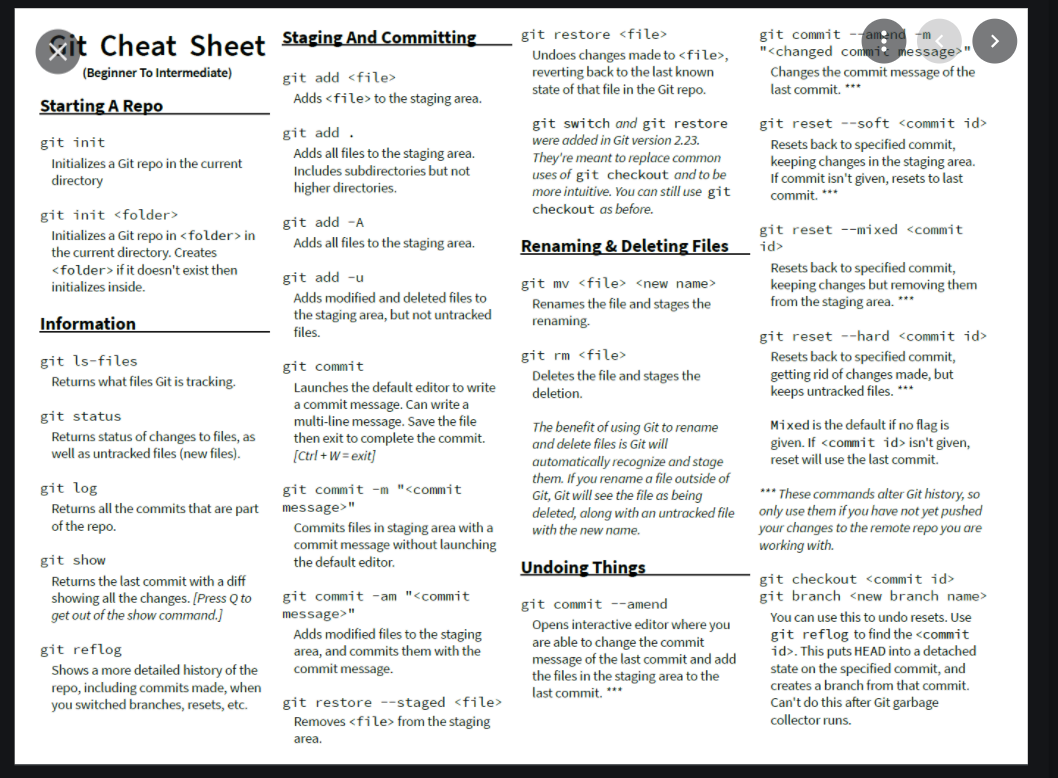 Git Cheat Sheet
(Beginner To Intermediate)
Starting A Repo
git init
Initializes a Git repo in the current
directory
git init <folder>
Initializes a Git repo in <folder> in
the current directory. Creates
<folder> if it doesn't exist then
initializes inside.
Information
git ls-files
Returns what files Git is tracking.
git status
Returns status of changes to files, as
well as untracked files (new files).
git log
Returns all the commits that are part
of the repo.
git show
Returns the last commit with a diff
showing all the changes. [Press Q to
get out of the show command.]
git reflog
Shows a more detailed history of the
repo, including commits made, when
you switched branches, resets, etc.
Staging And Committing
git add <file>
Adds <file> to the staging area.
git add .
Adds all files to the staging area.
Includes subdirectories but not
higher directories.
git add -A
Adds all files to the staging area.
git add -u
Adds modified and deleted files to
the staging area, but not untracked
files.
git commit
Launches the default editor to write
a commit message. Can write a
multi-line message. Save the file
then exit to complete the commit.
[Ctrl + W = exit]
git commit -m "<commit
message>"
Commits files in staging area with a
commit message without launching
the default editor.
git commit -am "<commit
message>"
Adds modified files to the staging
area, and commits them with the
commit message.
git restore --staged <file>
Removes <file> from the staging
area.
git restore <file>
Undoes changes made to <file>,
reverting back to the last known
state of that file in the Git repo.
git switch and git restore
were added in Git version 2.23.
They're meant to replace common
uses of git checkout and to be
more intuitive. You can still use git
checkout as before.
Renaming & Deleting Files
git mv <file> <new name>
Renames the file and stages the
renaming.
git rm <file>
Deletes the file and stages the
deletion.
The benefit of using Git to rename
and delete files is Git will
automatically recognize and stage
them. If you rename a file outside of
Git, Git will see the file as being
deleted, along with an untracked file
with the new name.
Undoing Things
git commit --amend
Opens interactive editor where you
are able to change the commit
message of the last commit and add
the files in the staging area to the
last commit. ***
git commit --amend -m
"<changed commit message>"
Changes the commit message of the
last commit. ***
git reset --soft <commit id>
Resets back to specified commit,
keeping changes in the staging area.
If commit isn't given, resets to last
commit. ***
git reset --mixed <commit
id>
Resets back to specified commit,
keeping changes but removing them
from the staging area. ***
git reset --hard <commit id>
Resets back to specified commit,
getting rid of changes made, but
keeps untracked files. ***
Mixed is the default if no flag is
given. If <commit id> isn't given,
reset will use the last commit.
*** These commands alter Git history, so
only use them if you have not yet pushed
your changes to the remote repo you are
working with.
git checkout <commit id>
git branch <new branch name>
You can use this to undo resets. Use
git reflog to find the <commit
id>. This puts HEAD into a detached
state on the specified commit, and
creates a branch from that commit.
Can't do this after Git garbage
collector runs.